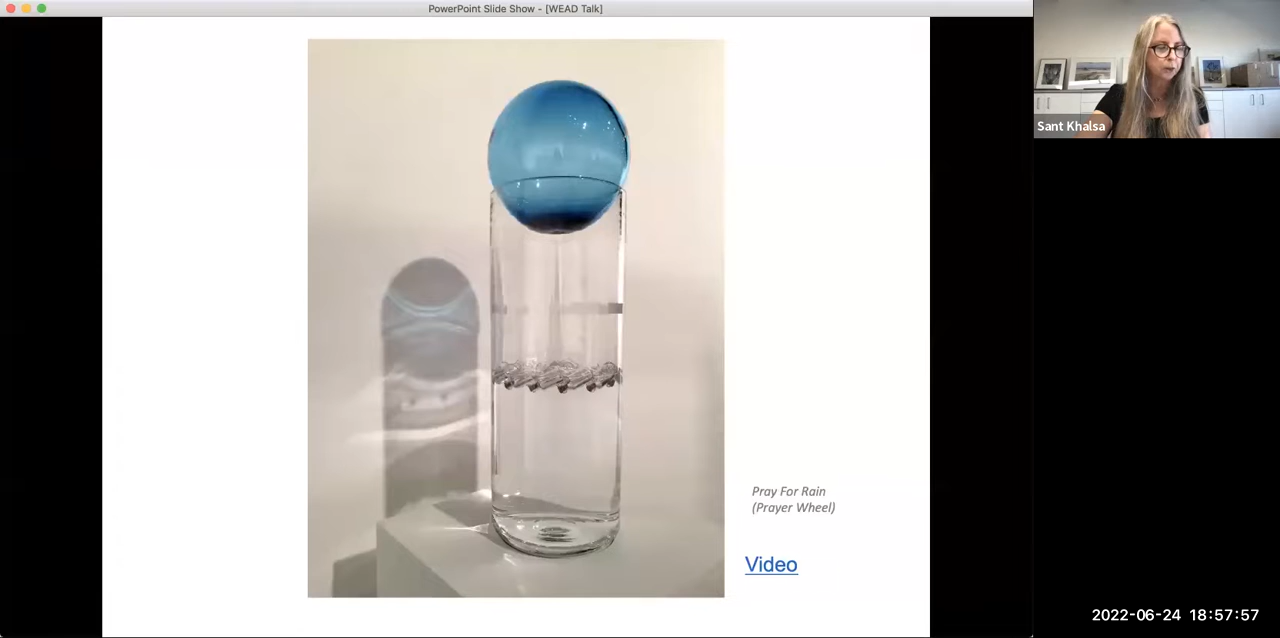 PowerPoint Slide Show - [WEAD Talk]
Sant Khalsa
Pray For Rain
(Prayer Wheel)
Video
2022-06-24 18:57:57